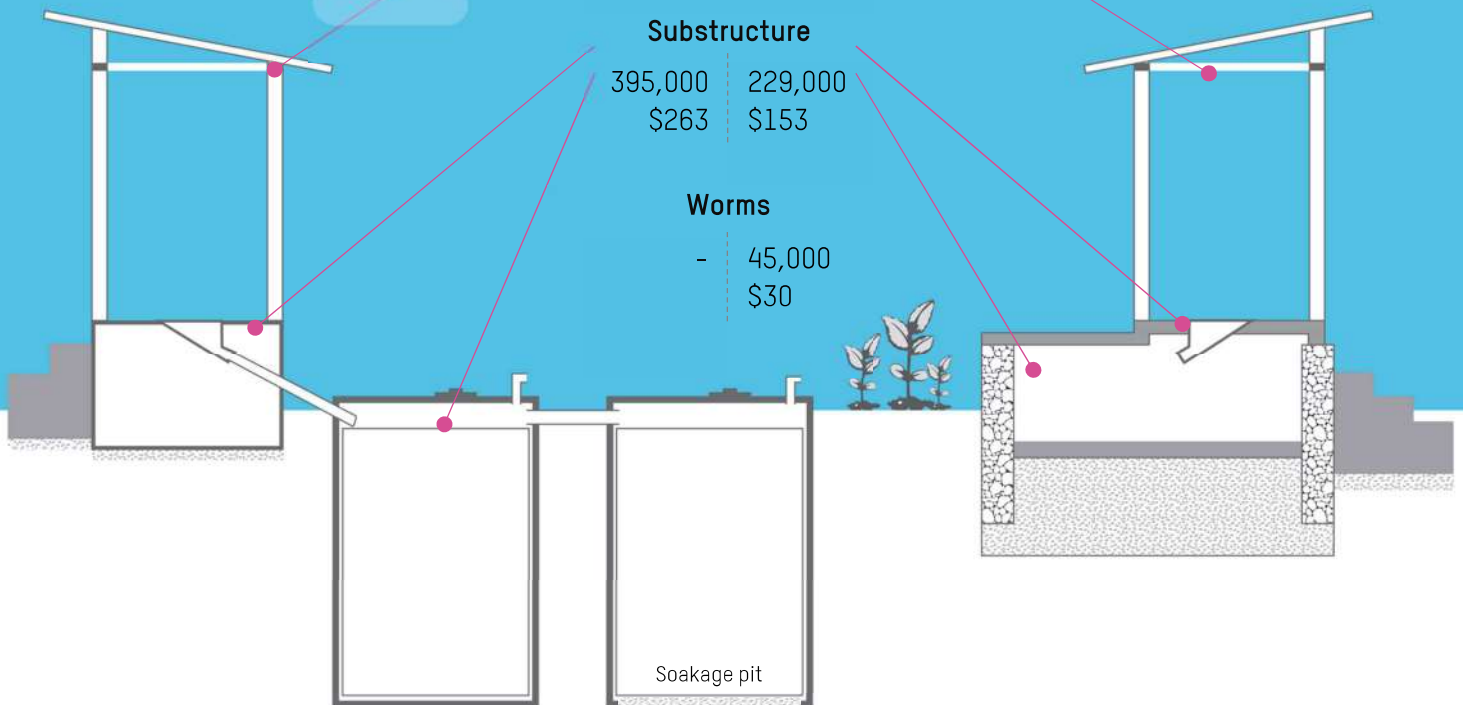 Substructure
395,000 229,000
$263 $153
Worms
- 45,000
$30
Soakage pit